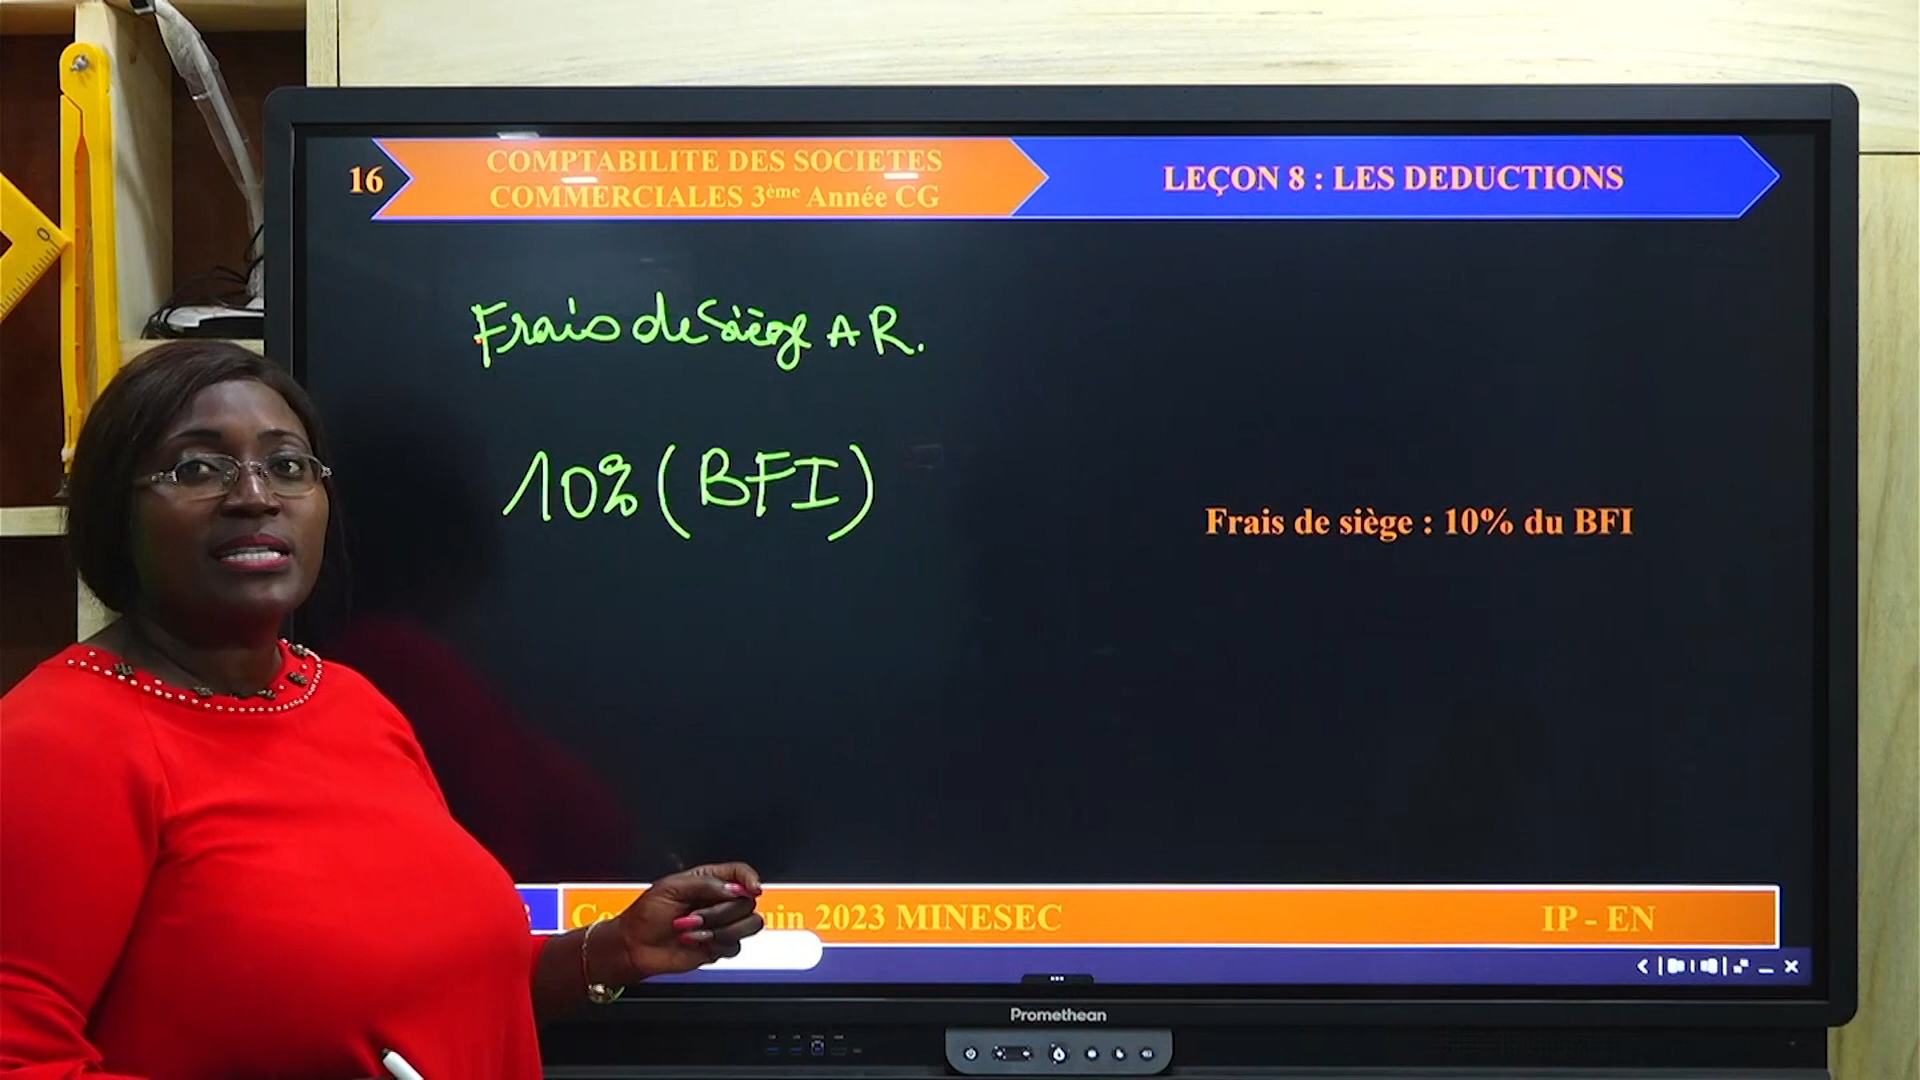 16
COMPTABILITE DES SOCIETES
COMMERCIALES 3ème Année CG
LEÇON 8 : LES DEDUCTIONS
Frais de Siège A R.
10% (BFI)
Frais de siège : 10% du BFI
2023 MINESEC
IP - EN
Promethean
0